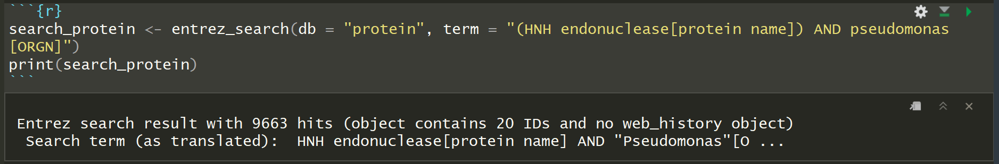 ```{r}
search_protein <- entrez_search(db = "protein", term = "(HNH endonuclease[protein name]) AND pseudomonas
[ORGN]")
print(search_protein)
```
Entrez search result with 9663 hits (object contains 20 IDs and no web_history object)
 Search term (as translated):  HNH endonuclease[protein name] AND "Pseudomonas"[O ...